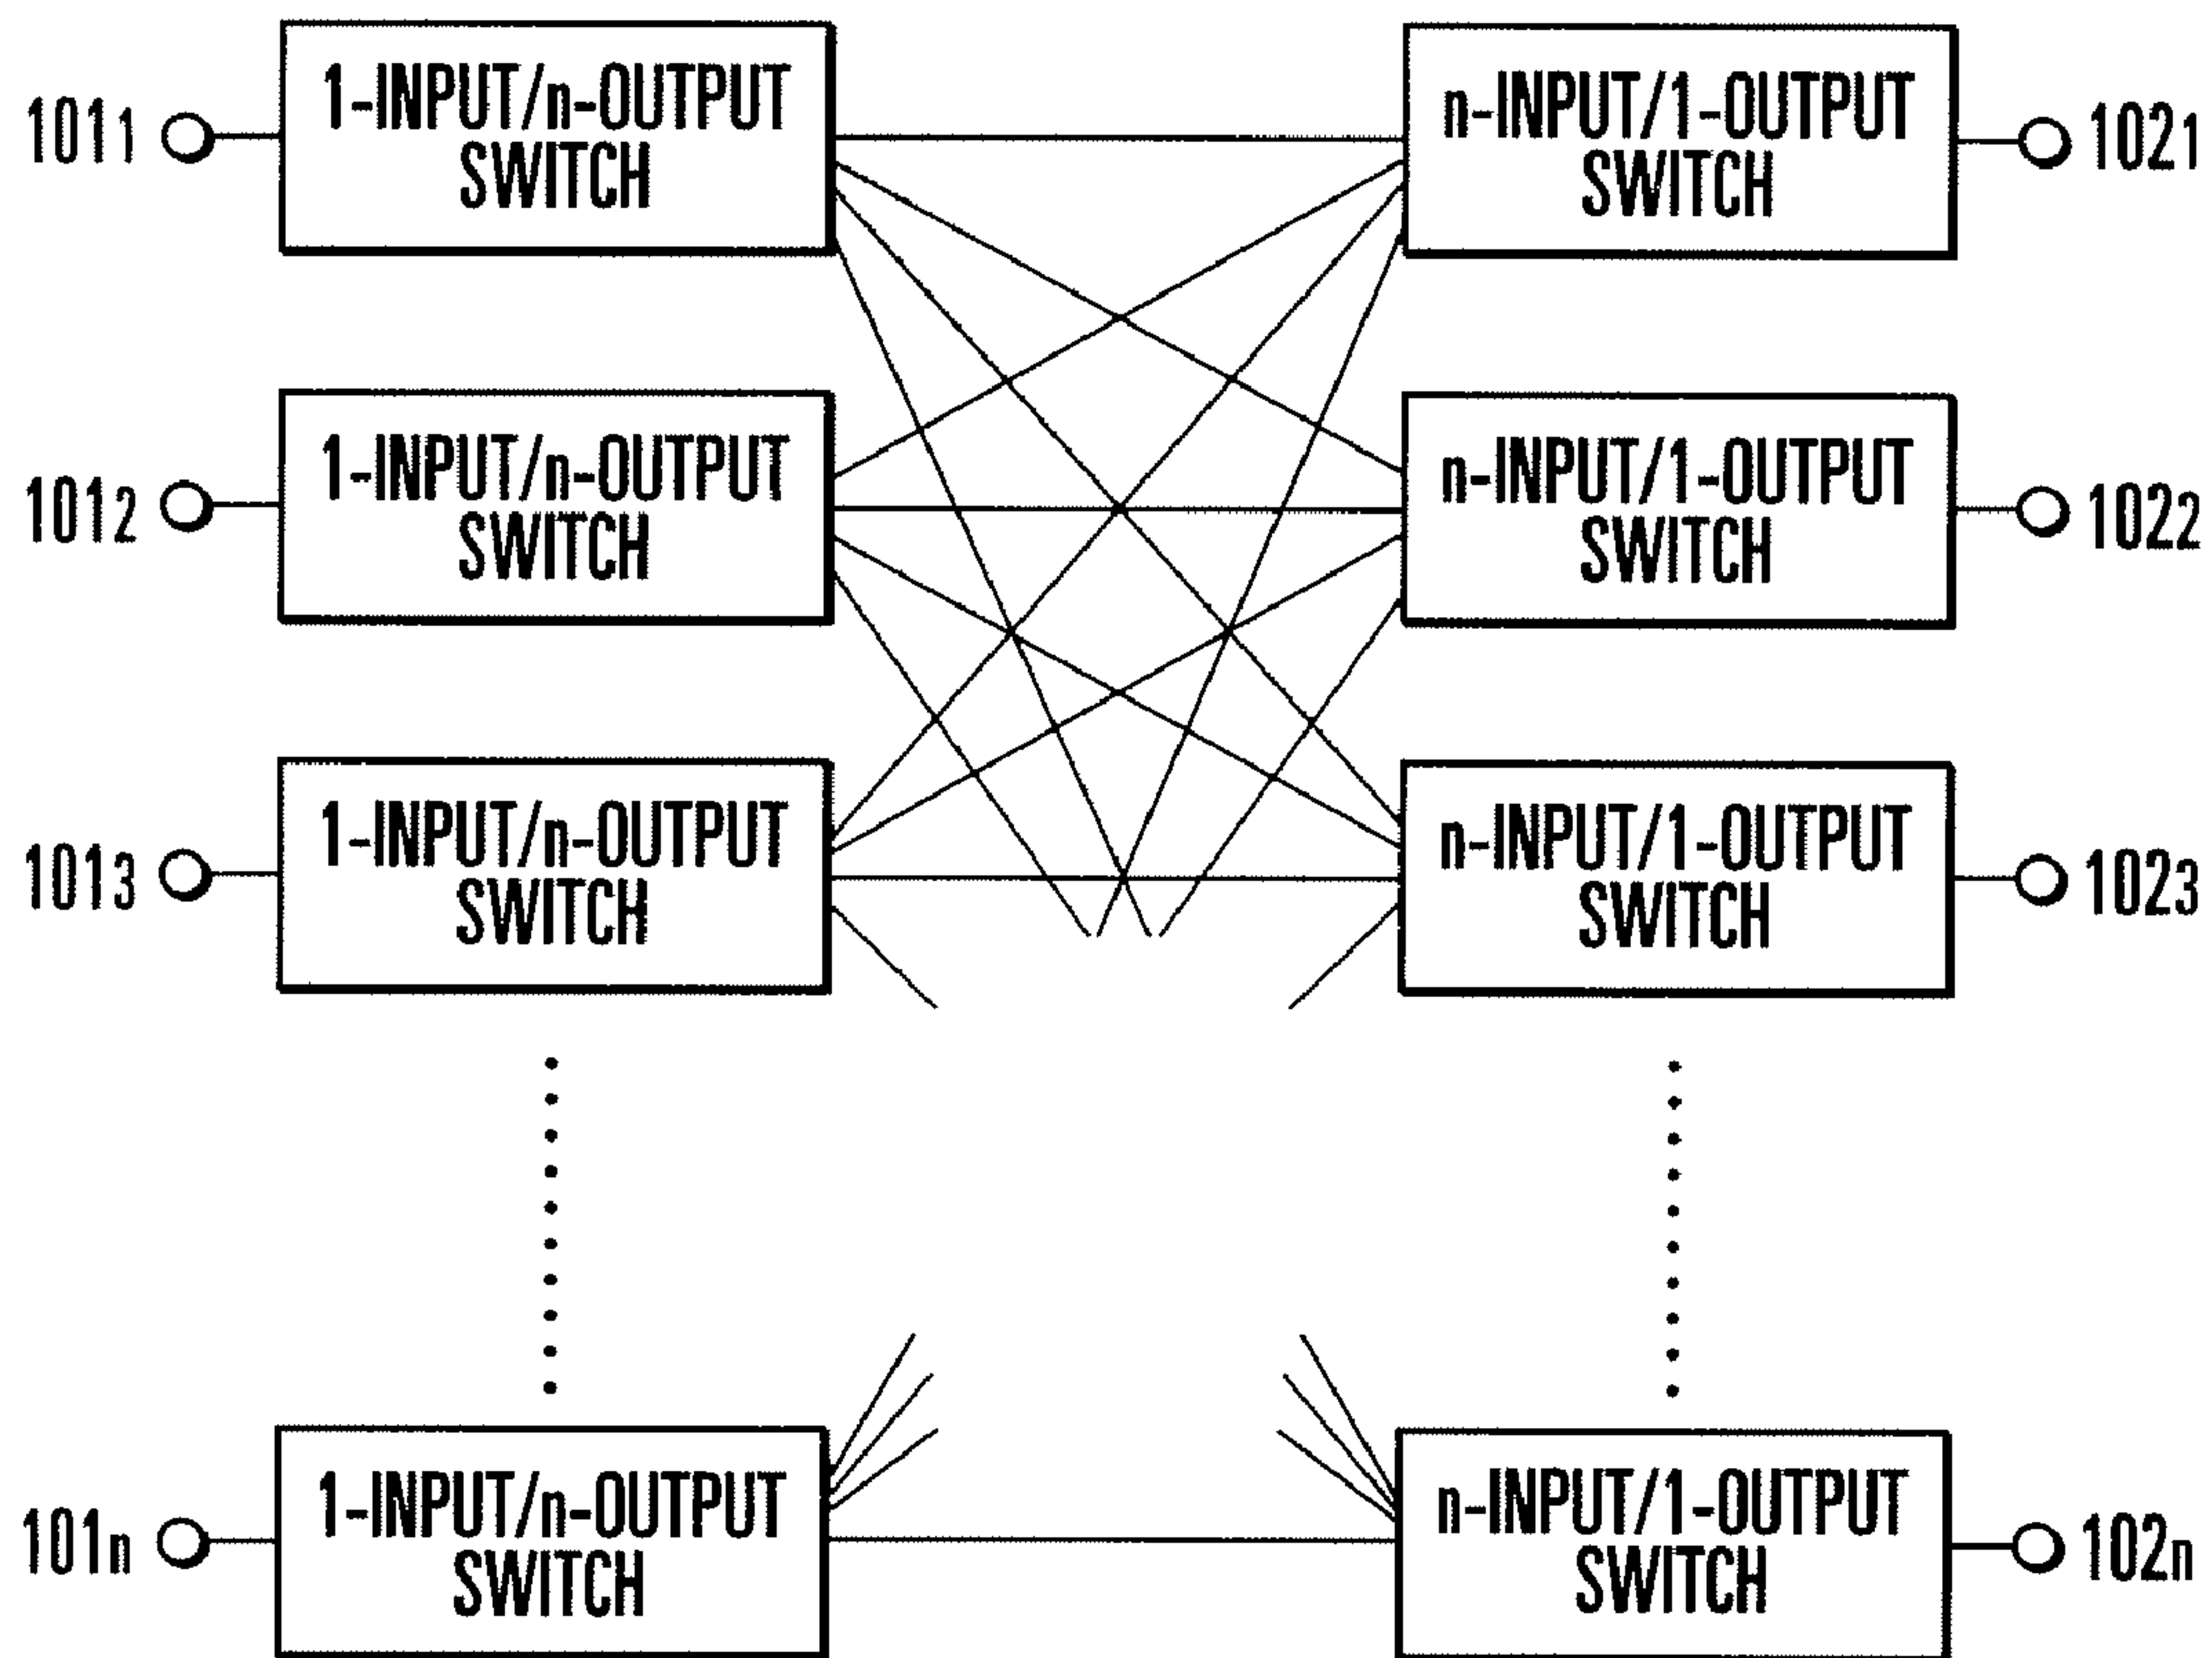 101₁
1-INPUT/n-OUTPUT
SWITCH
n-INPUT/1-OUTPUT
SWITCH
102₁
101₂
1-INPUT/n-OUTPUT
SWITCH
n-INPUT/1-OUTPUT
SWITCH
102₂
101₃
1-INPUT/n-OUTPUT
SWITCH
n-INPUT/1-OUTPUT
SWITCH
102₃
101ₙ
1-INPUT/n-OUTPUT
SWITCH
n-INPUT/1-OUTPUT
SWITCH
102ₙ